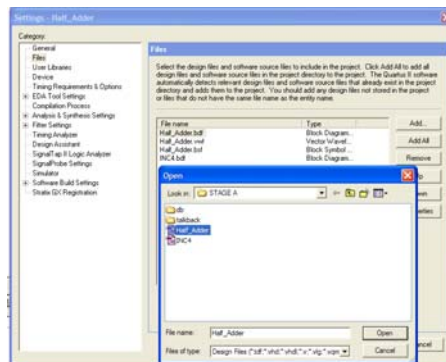 Settings - Half_Adder
Category:
General
Files
User Libraries
Device
Timing Requirements & Options
EDA Tool Settings
Compilation Process
Analysis & Synthesis Settings
Fitter Settings
Timing Analyzer
Design Assistant
SignalTap II Logic Analyzer
SignalProbe Settings
Simulator
Software Build Settings
Stratix GX Registration
Files
Select the design files and software source files to include in the project. Click Add All to add all
design files and software source files in the project directory to the project. The Quartus II software
automatically detects relevant design files and software source files that already exist in the project
directory and adds them to the project. You should add any design files not stored in the project
or files that do not have the same file name as the entity name.
File name Type
Half_Adder.bdf Block Diagram...
Half_Adder.vwf Vector Wavef...
Half_Adder.bsf Block Symbol ...
INC4.bdf Block Diagram...
Add...
Add All
Remove
Open
Look in: STAGE A
db
talkback
Half_Adder
INC4
File name: Half_Adder
Open
Files of type: Design Files (*.tdf;*.vhd;*.vhdl;*.v;*.vlg;*.vqm
Cancel